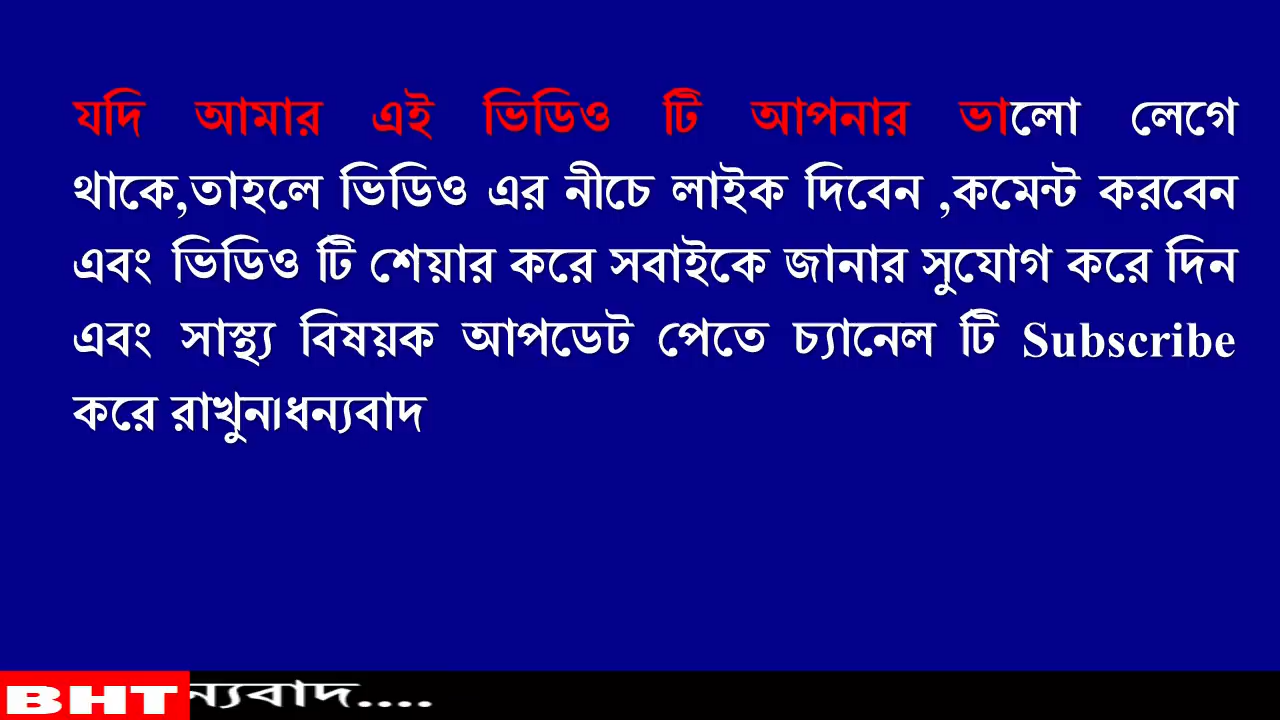 যদি আমার এই ভিডিও টি আপনার ভালো লেগে
থাকে,তাহলে ভিডিও এর নীচে লাইক দিবেন ,কমেন্ট করবেন
এবং ভিডিও টি শেয়ার করে সবাইকে জানার সুযোগ করে দিন
এবং সাস্থ্য বিষয়ক আপডেট পেতে চ্যানেল টি Subscribe
করে রাখুন।ধন্যবাদ
BHT ন্যবাদ....